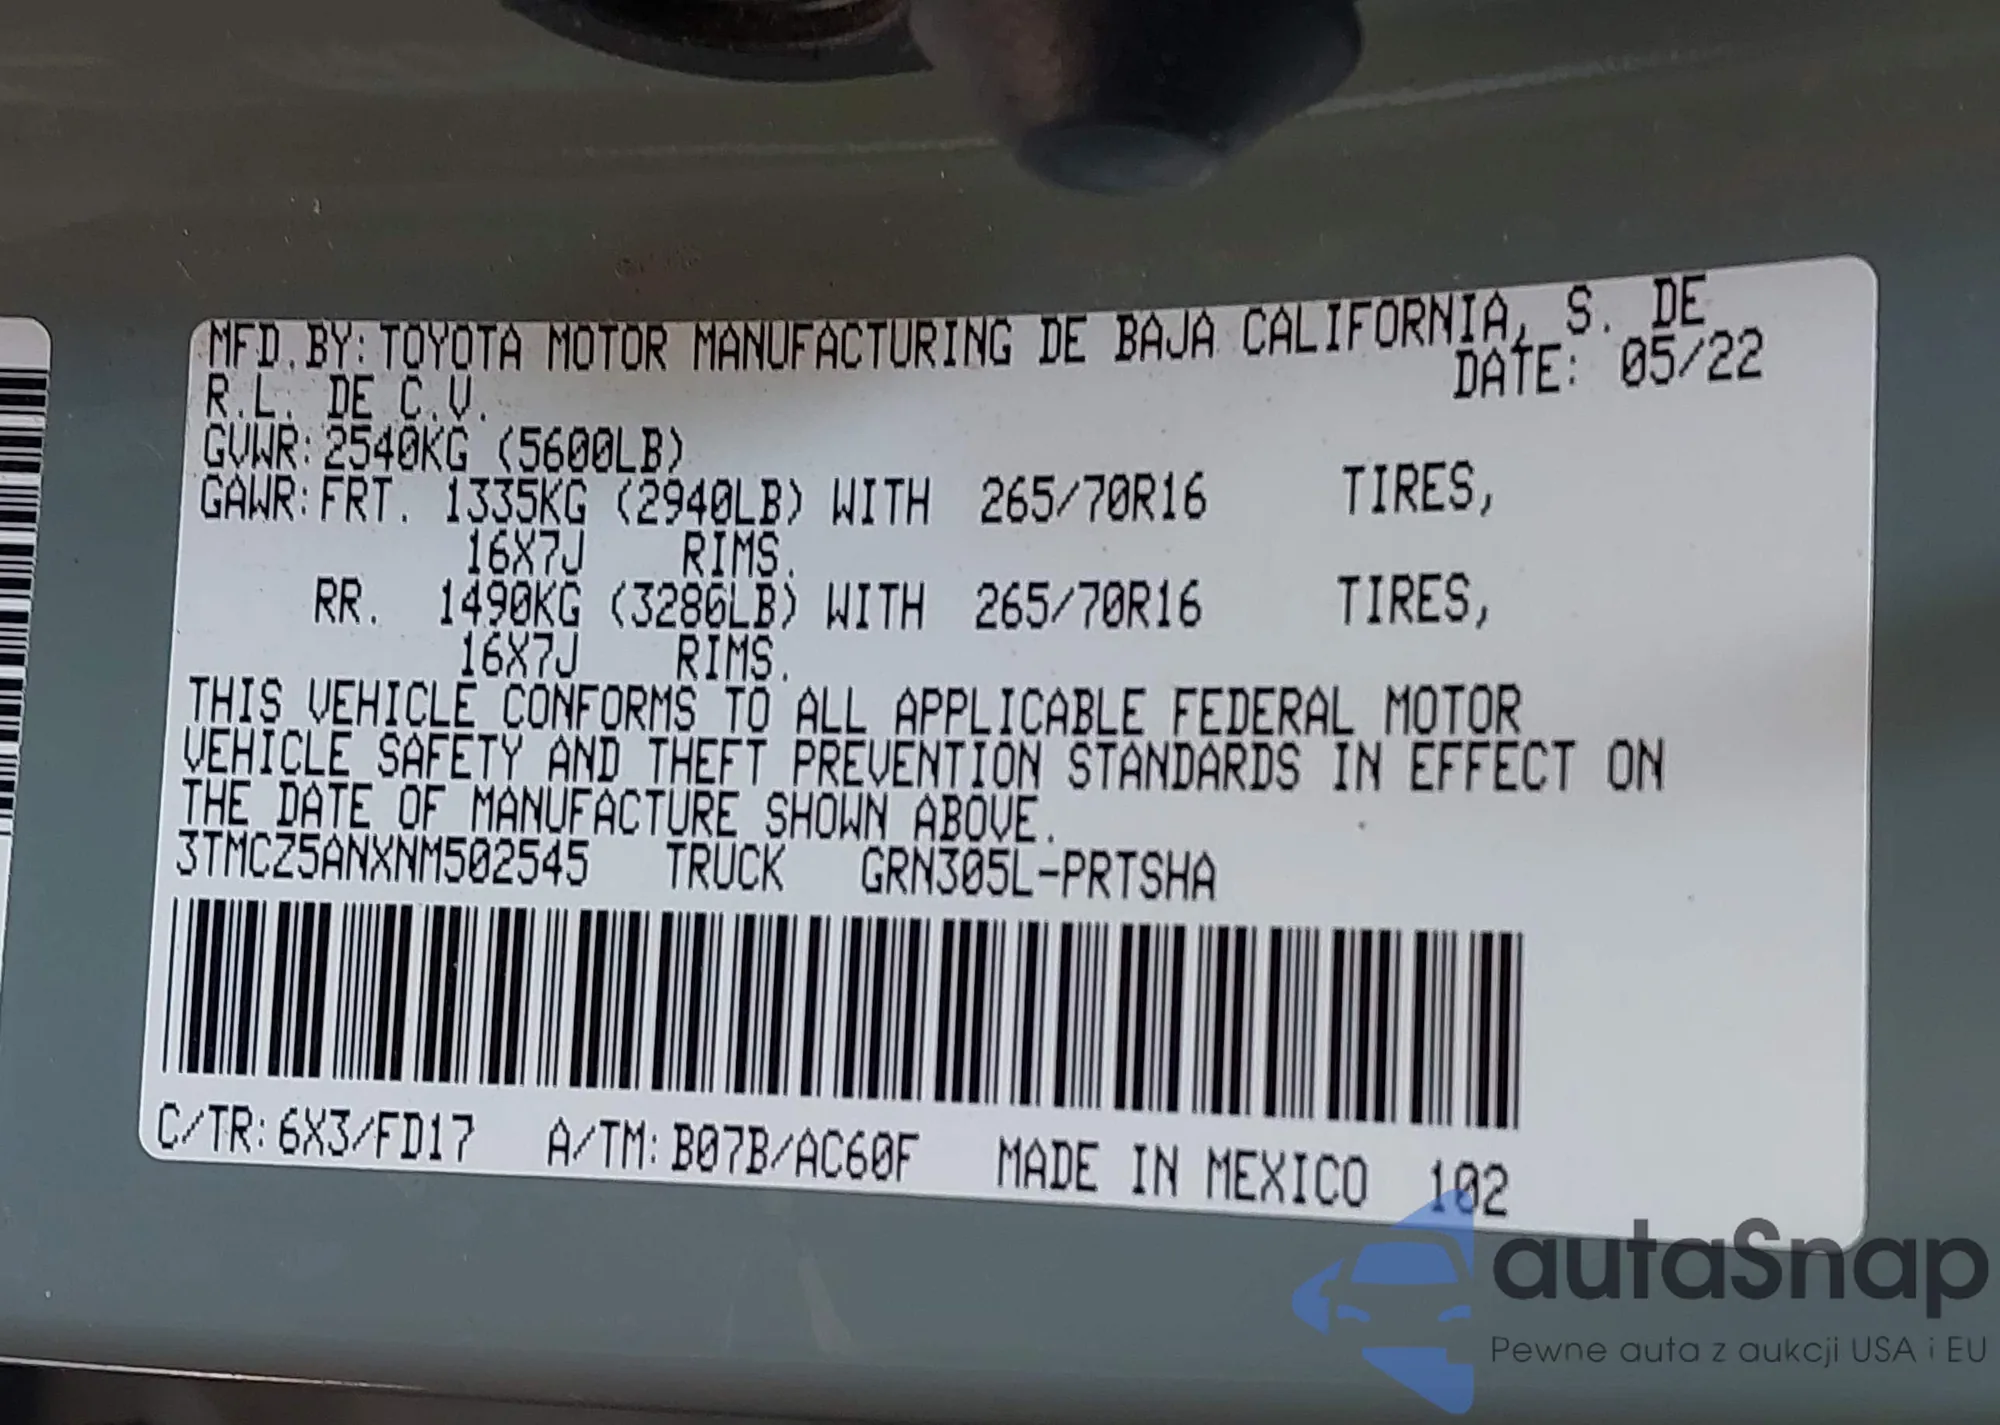 MFD.BY: TOYOTA MOTOR MANUFACTURING DE BAJA CALIFORNIA, S. DE
R.L. DE C.V. DATE: 05/22
GVWR: 2540KG (5600LB)
GAWR: FRT. 1335KG (2940LB) WITH 265/70R16 TIRES,
16X7J RIMS.
RR. 1490KG (3286LB) WITH 265/70R16 TIRES,
16X7J RIMS.
THIS VEHICLE CONFORMS TO ALL APPLICABLE FEDERAL MOTOR
VEHICLE SAFETY AND THEFT PREVENTION STANDARDS IN EFFECT ON
THE DATE OF MANUFACTURE SHOWN ABOVE.
3TMCZ5ANXNM502545 TRUCK GRN305L-PRTSHA
C/TR: 6X3/FD17 A/TM: B07B/AC60F MADE IN MEXICO 102
autaSnap
Pewne auta z aukcji USA i EU